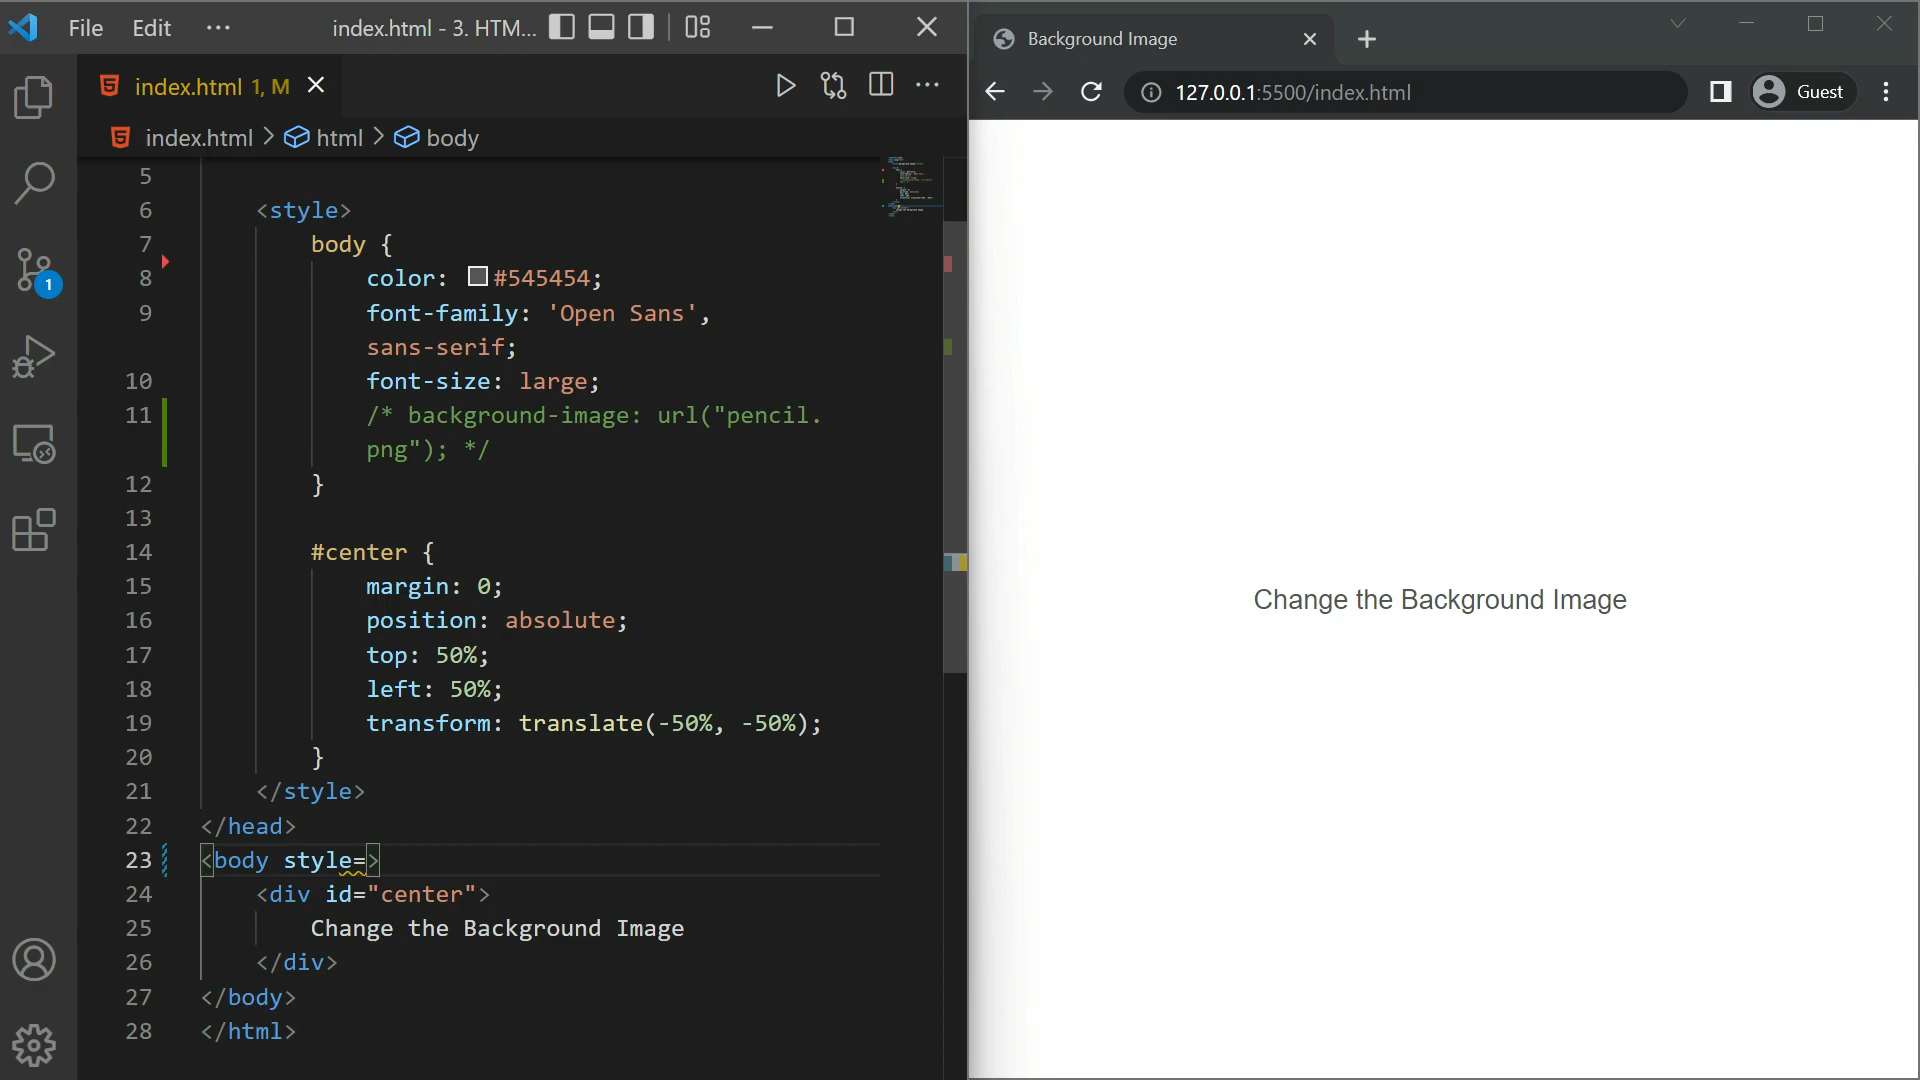 File Edit ··· index.html - 3. HTM...
index.html 1, M
index.html > html > body
5
6 <style>
7 body {
8 color: #545454;
9 font-family: 'Open Sans',
sans-serif;
10 font-size: large;
11 /* background-image: url("pencil.
png"); */
12 }
13
14 #center {
15 margin: 0;
16 position: absolute;
17 top: 50%;
18 left: 50%;
19 transform: translate(-50%, -50%);
20 }
21 </style>
22 </head>
23 <body style=>
24 <div id="center">
25 Change the Background Image
26 </div>
27 </body>
28 </html>
1
Background Image
127.0.0.1:5500/index.html
Guest
Change the Background Image